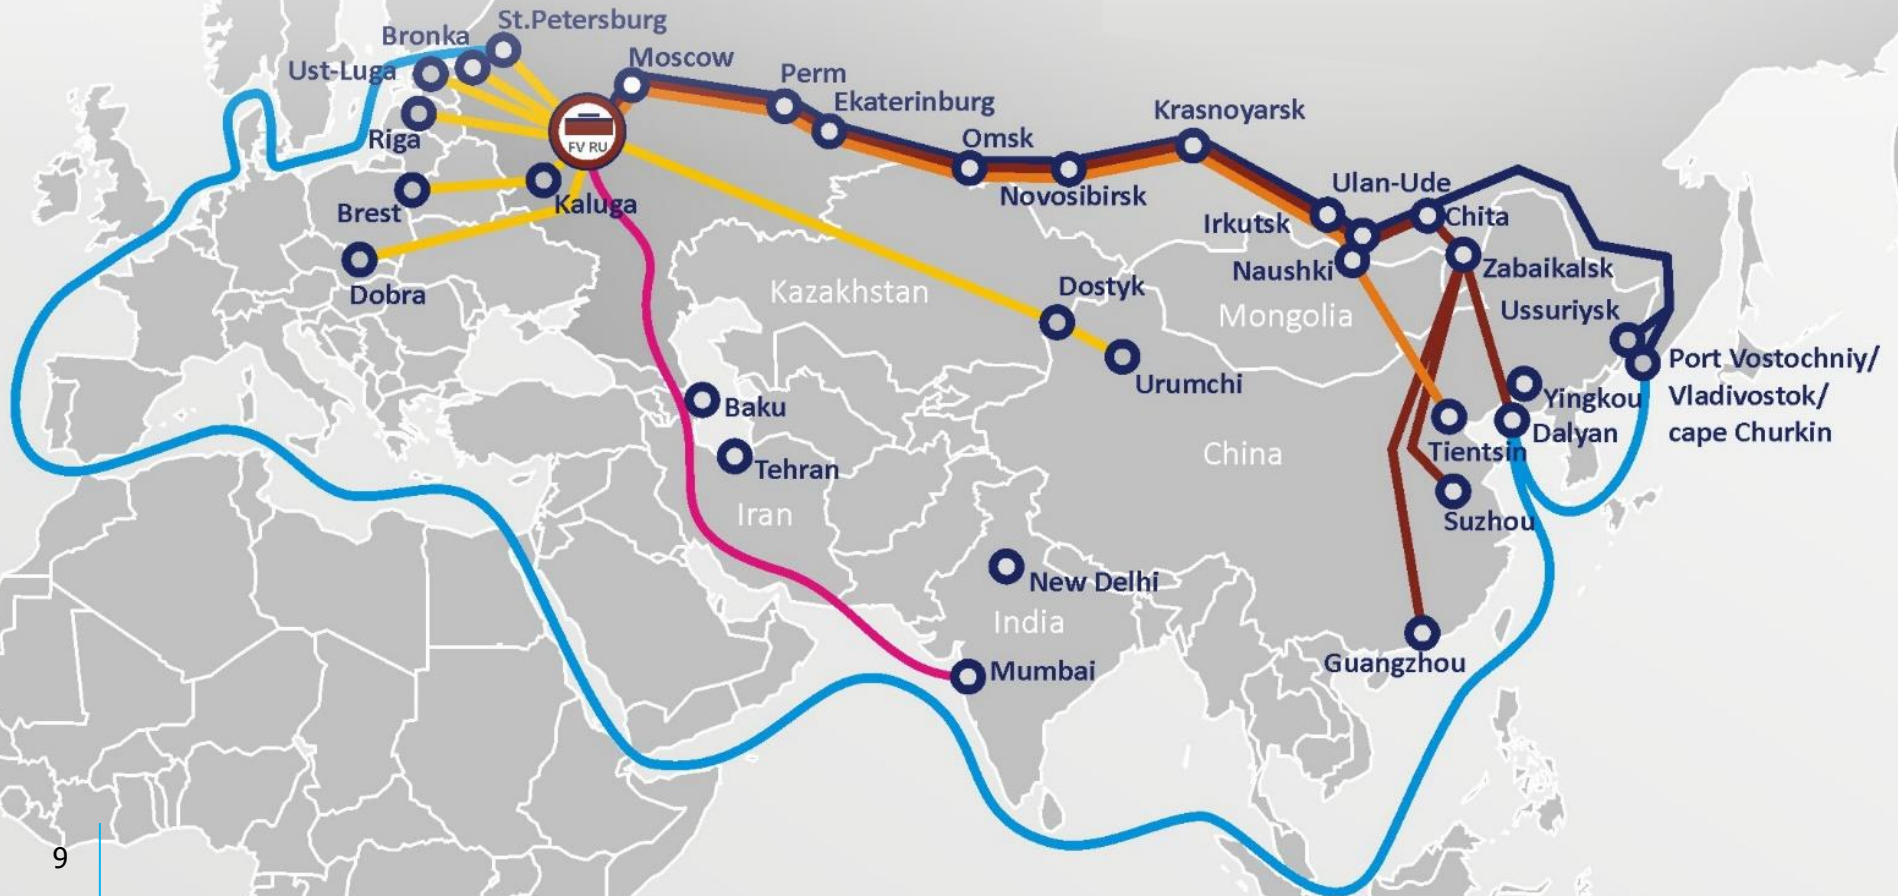 St.Petersburg
Bronka
Moscow
Ust-Luga
Perm
Ekaterinburg
Krasnoyarsk
Riga
FV RU
Omsk
Novosibirsk
Ulan-Ude
Brest
Kaluga
Irkutsk
Chita
Naushki
Zabaikalsk
Dobra
Kazakhstan
Dostyk
Mongolia
Ussuriysk
Urumchi
Port Vostochniy/
Vladivostok/
cape Churkin
Baku
Yingkou
Dalyan
Tehran
China
Tientsin
Iran
Suzhou
New Delhi
India
Mumbai
Guangzhou
9